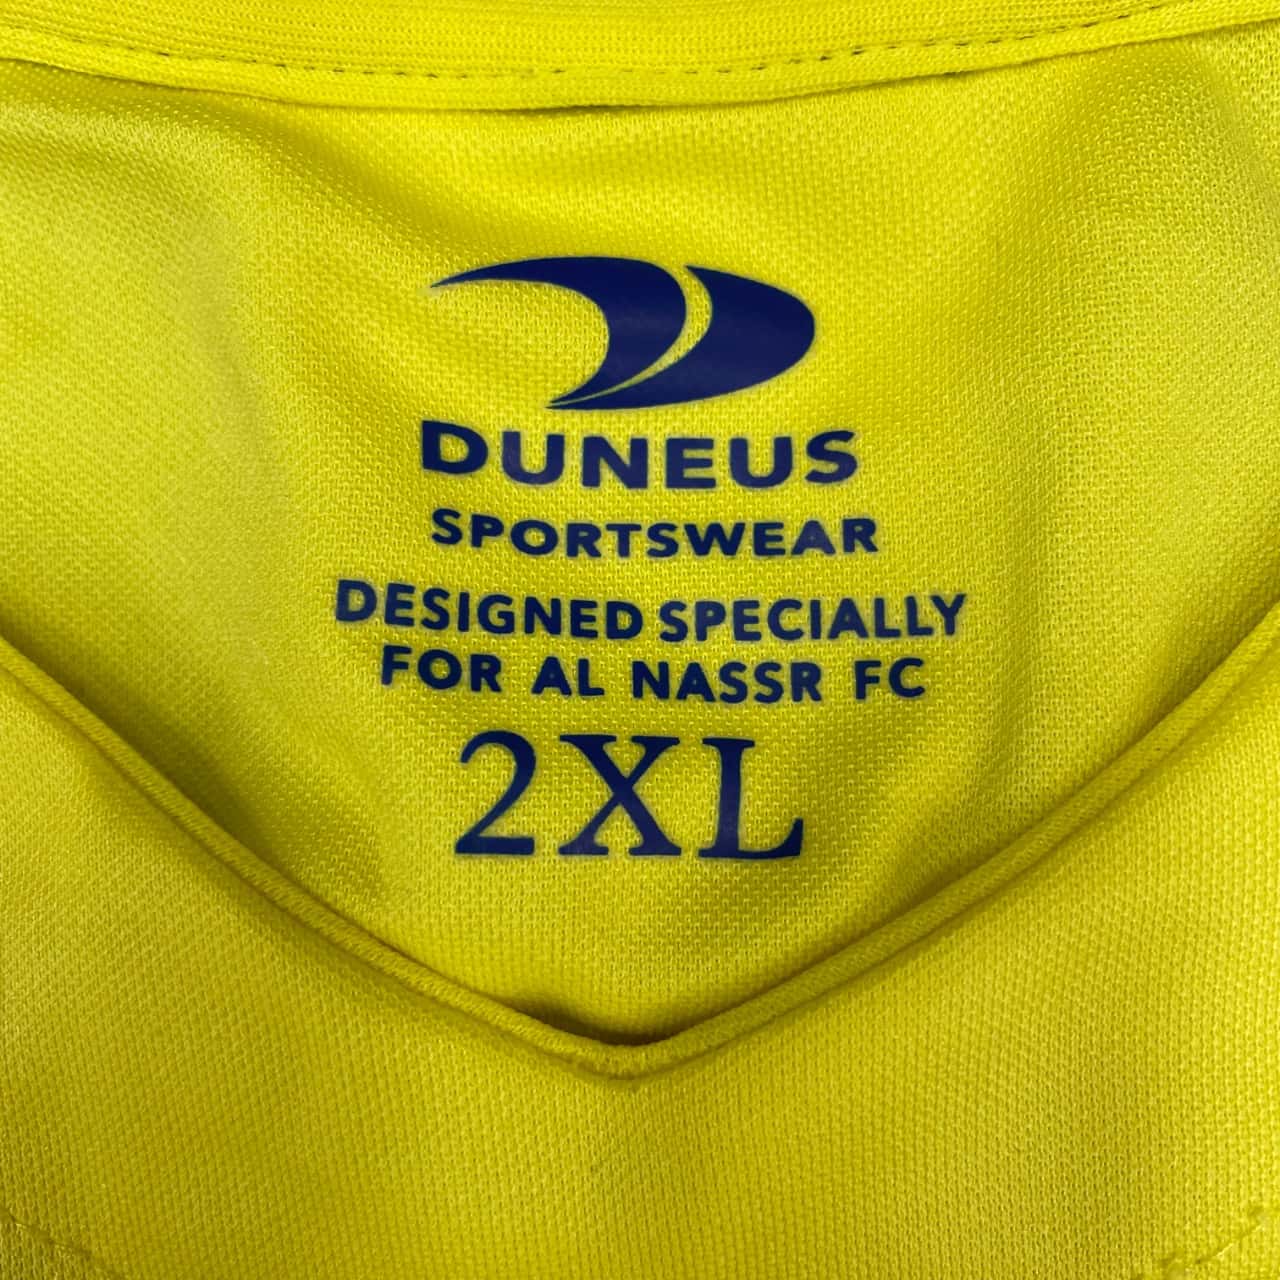 DUNEUS
SPORTSWEAR
DESIGNED SPECIALLY
FOR AL NASSR FC
2XL